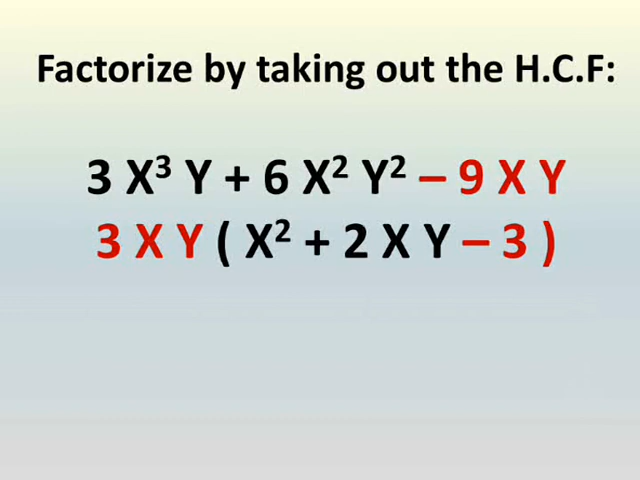 Factorize by taking out the H.C.F:
3 X³ Y + 6 X² Y² – 9 X Y
3 X Y ( X² + 2 X Y – 3 )